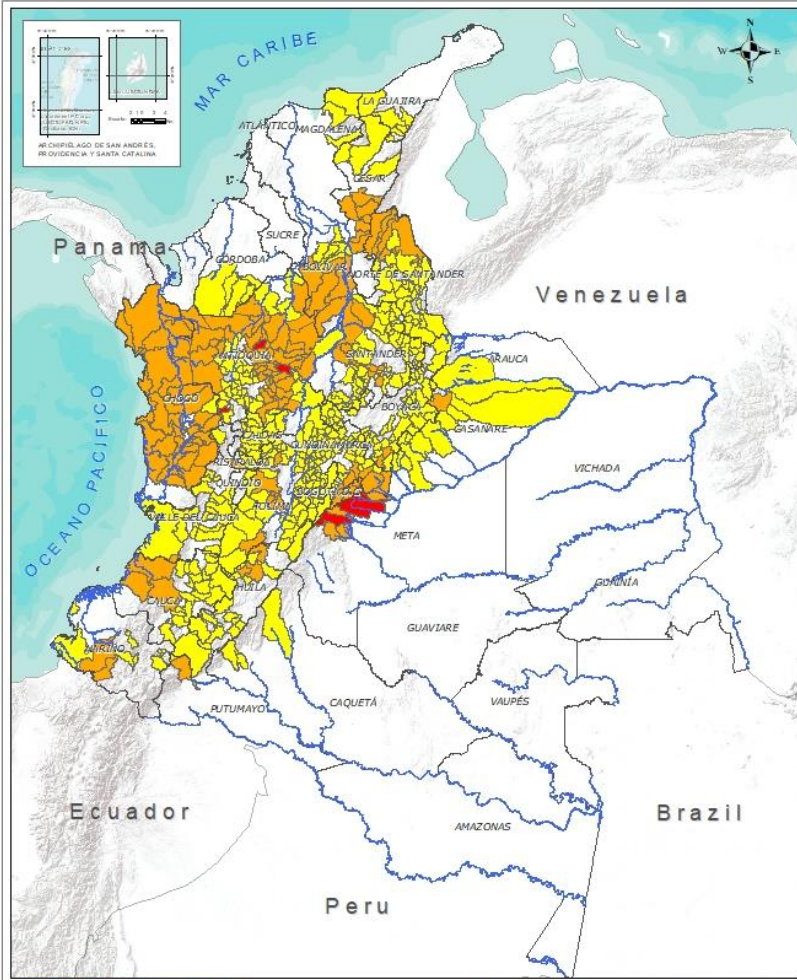 N
W E
S
ARCHIPIÉLAGO DE SAN ANDRÉS,
PROVIDENCIA Y SANTA CATALINA
MAR CARIBE
LA GUAJIRA
ATLÁNTICO
MAGDALENA
CESAR
SUCRE
Panama
CÓRDOBA
BOLÍVAR
NORTE DE SANTANDER
Venezuela
ANTIOQUIA
SANTANDER
ARAUCA
CHOCÓ
BOYACÁ
CASANARE
CALDAS
CUNDINAMARCA
OCEANO PACIFICO
RISARALDA
VICHADA
QUINDIO
TOLIMA
VALLE DEL CAUCA
META
HUILA
GUAINÍA
CAUCA
GUAVIARE
NARIÑO
PUTUMAYO
CAQUETÁ
VAUPÉS
Ecuador
Brazil
AMAZONAS
Peru